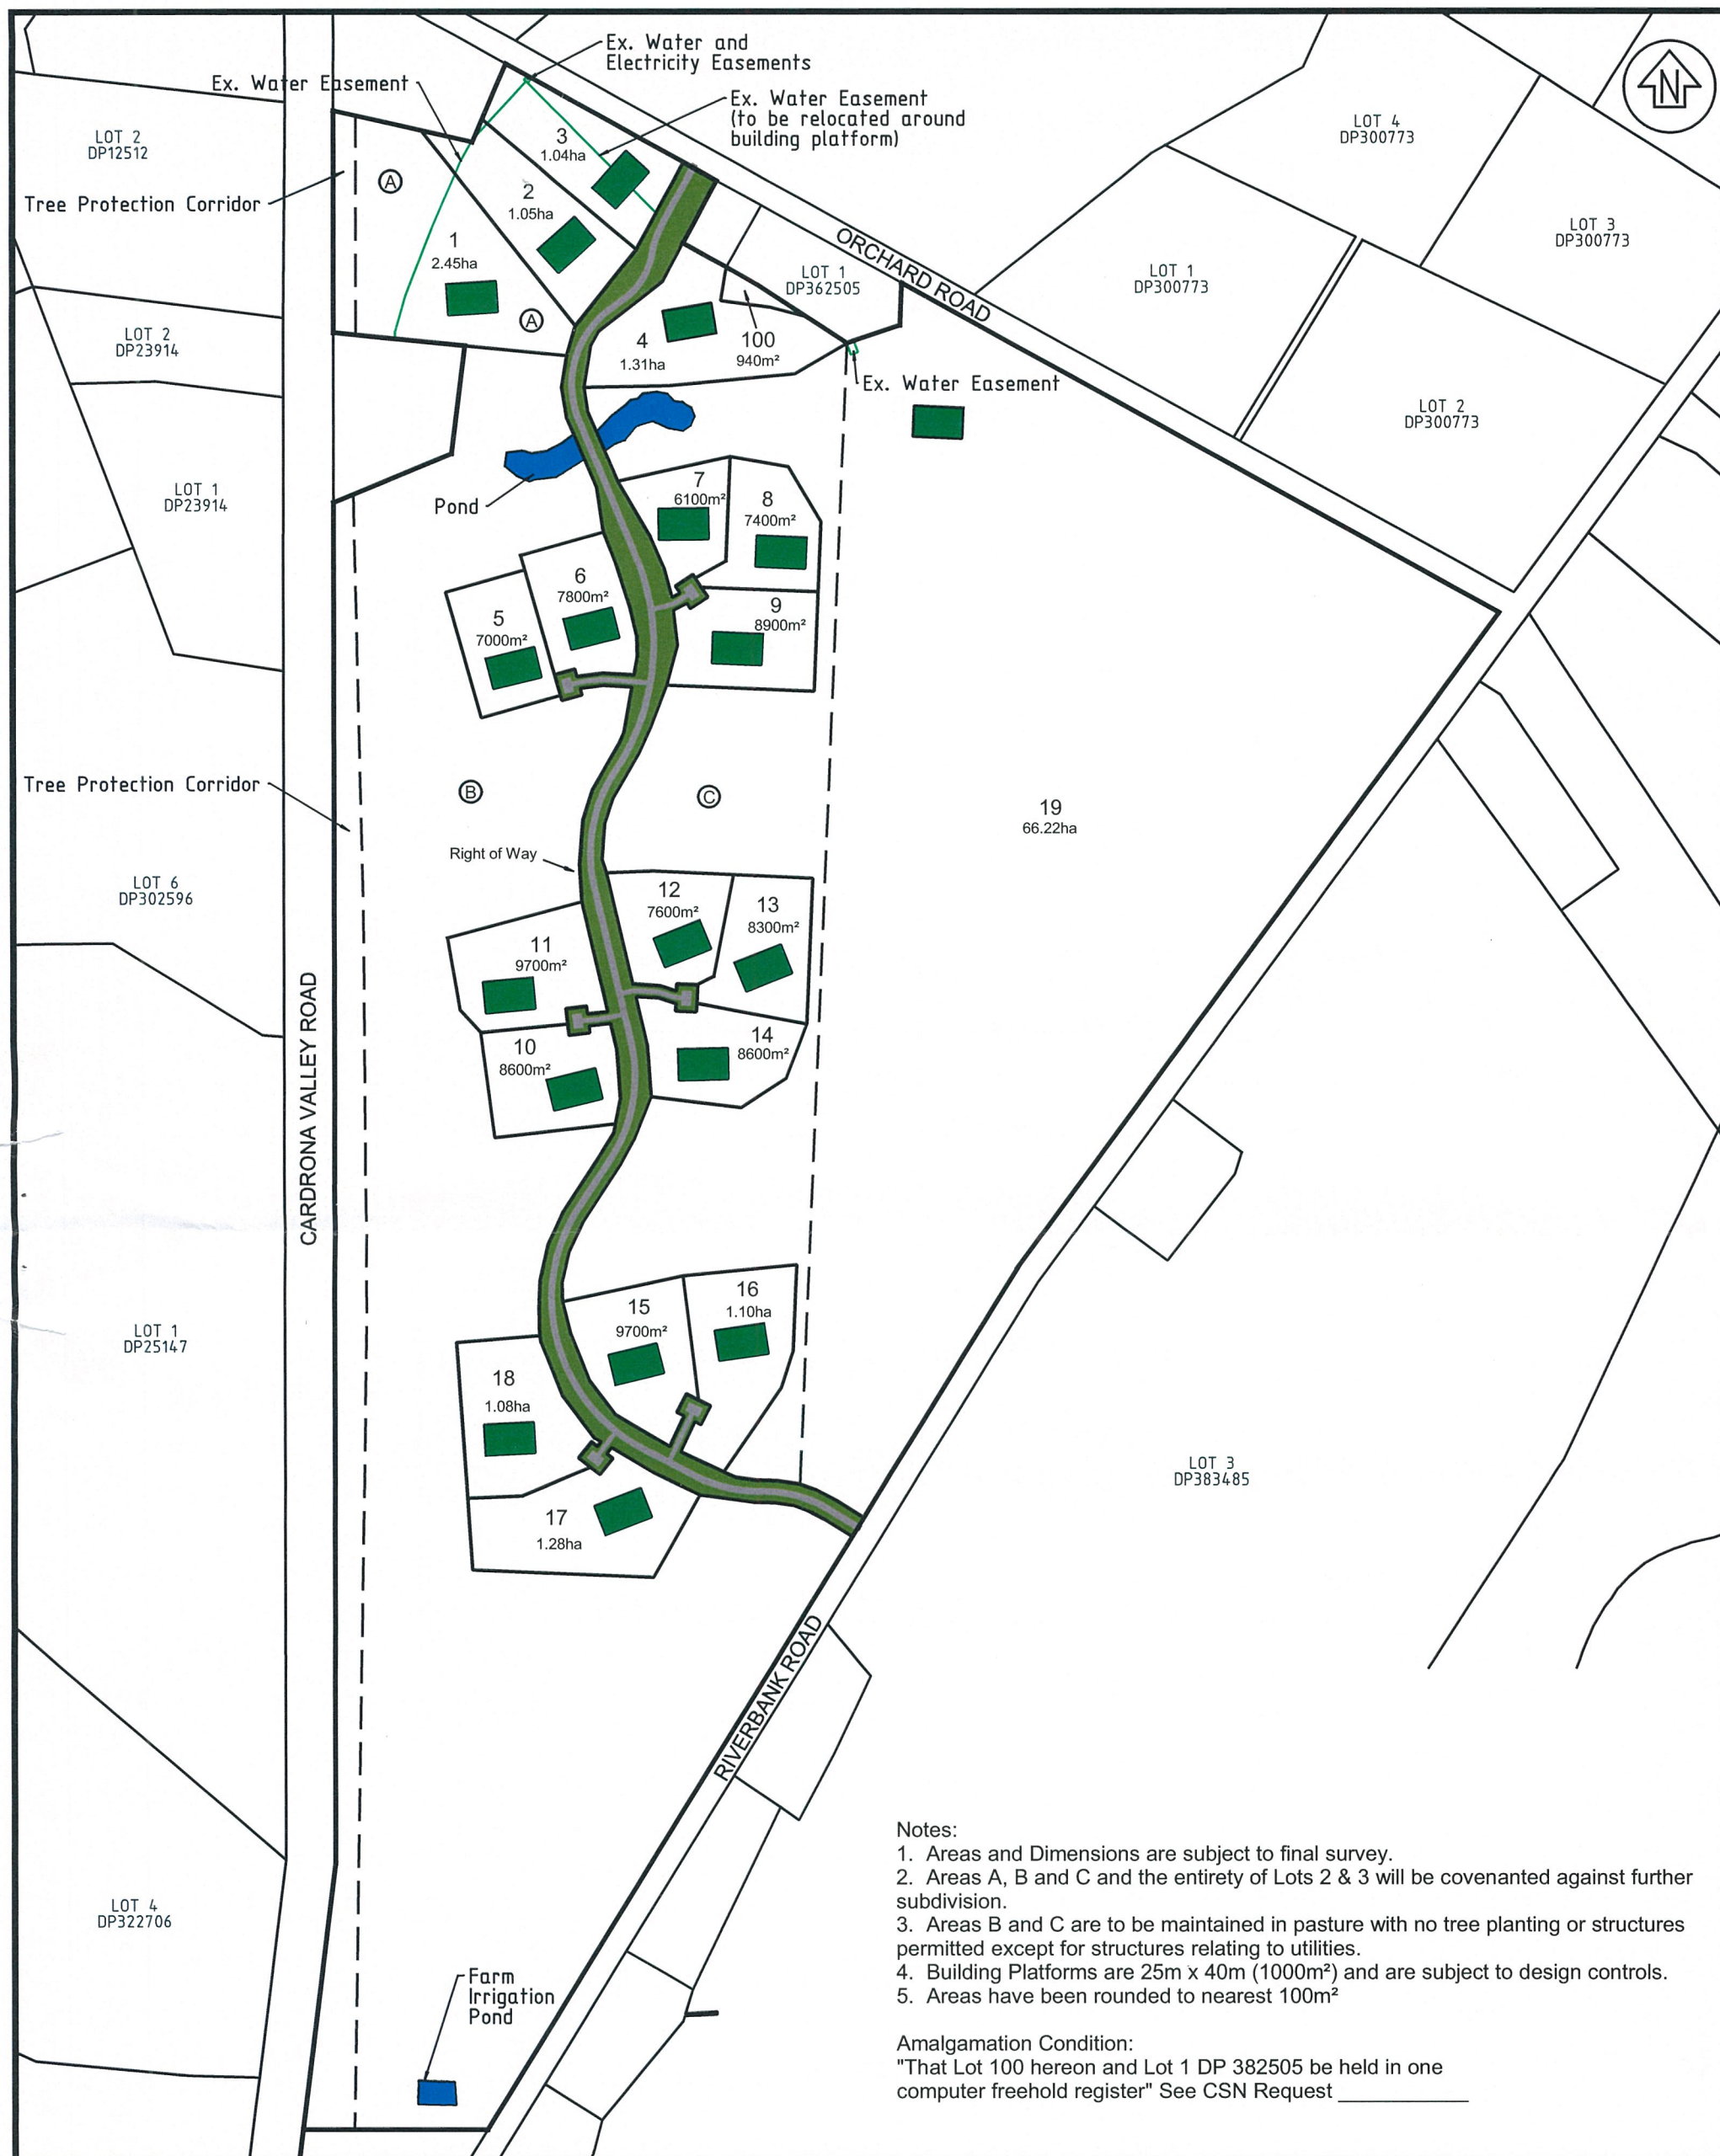 Ex. Water and
Electricity Easements
Ex. Water Easement
Ex. Water Easement
(to be relocated around
building platform)
N
LOT 2
DP12512
Tree Protection Corridor
A
3
1.04ha
2
1.05ha
1
2.45ha
A
LOT 4
DP300773
LOT 3
DP300773
ORCHARD ROAD
LOT 1
DP362505
LOT 1
DP300773
LOT 2
DP23914
4
1.31ha
100
940m²
Ex. Water Easement
LOT 2
DP300773
LOT 1
DP23914
Pond
7
6100m²
8
7400m²
6
7800m²
5
7000m²
9
8900m²
Tree Protection Corridor
B
C
19
66.22ha
Right of Way
LOT 6
DP302596
12
7600m²
13
8300m²
11
9700m²
10
8600m²
14
8600m²
CARDRONA VALLEY ROAD
LOT 1
DP25147
15
9700m²
16
1.10ha
18
1.08ha
17
1.28ha
LOT 3
DP383485
RIVERBANK ROAD
LOT 4
DP322706
Farm
Irrigation
Pond
Notes:
1. Areas and Dimensions are subject to final survey.
2. Areas A, B and C and the entirety of Lots 2 & 3 will be covenanted against further
subdivision.
3. Areas B and C are to be maintained in pasture with no tree planting or structures
permitted except for structures relating to utilities.
4. Building Platforms are 25m x 40m (1000m²) and are subject to design controls.
5. Areas have been rounded to nearest 100m²
Amalgamation Condition:
"That Lot 100 hereon and Lot 1 DP 382505 be held in one
computer freehold register" See CSN Request ___________